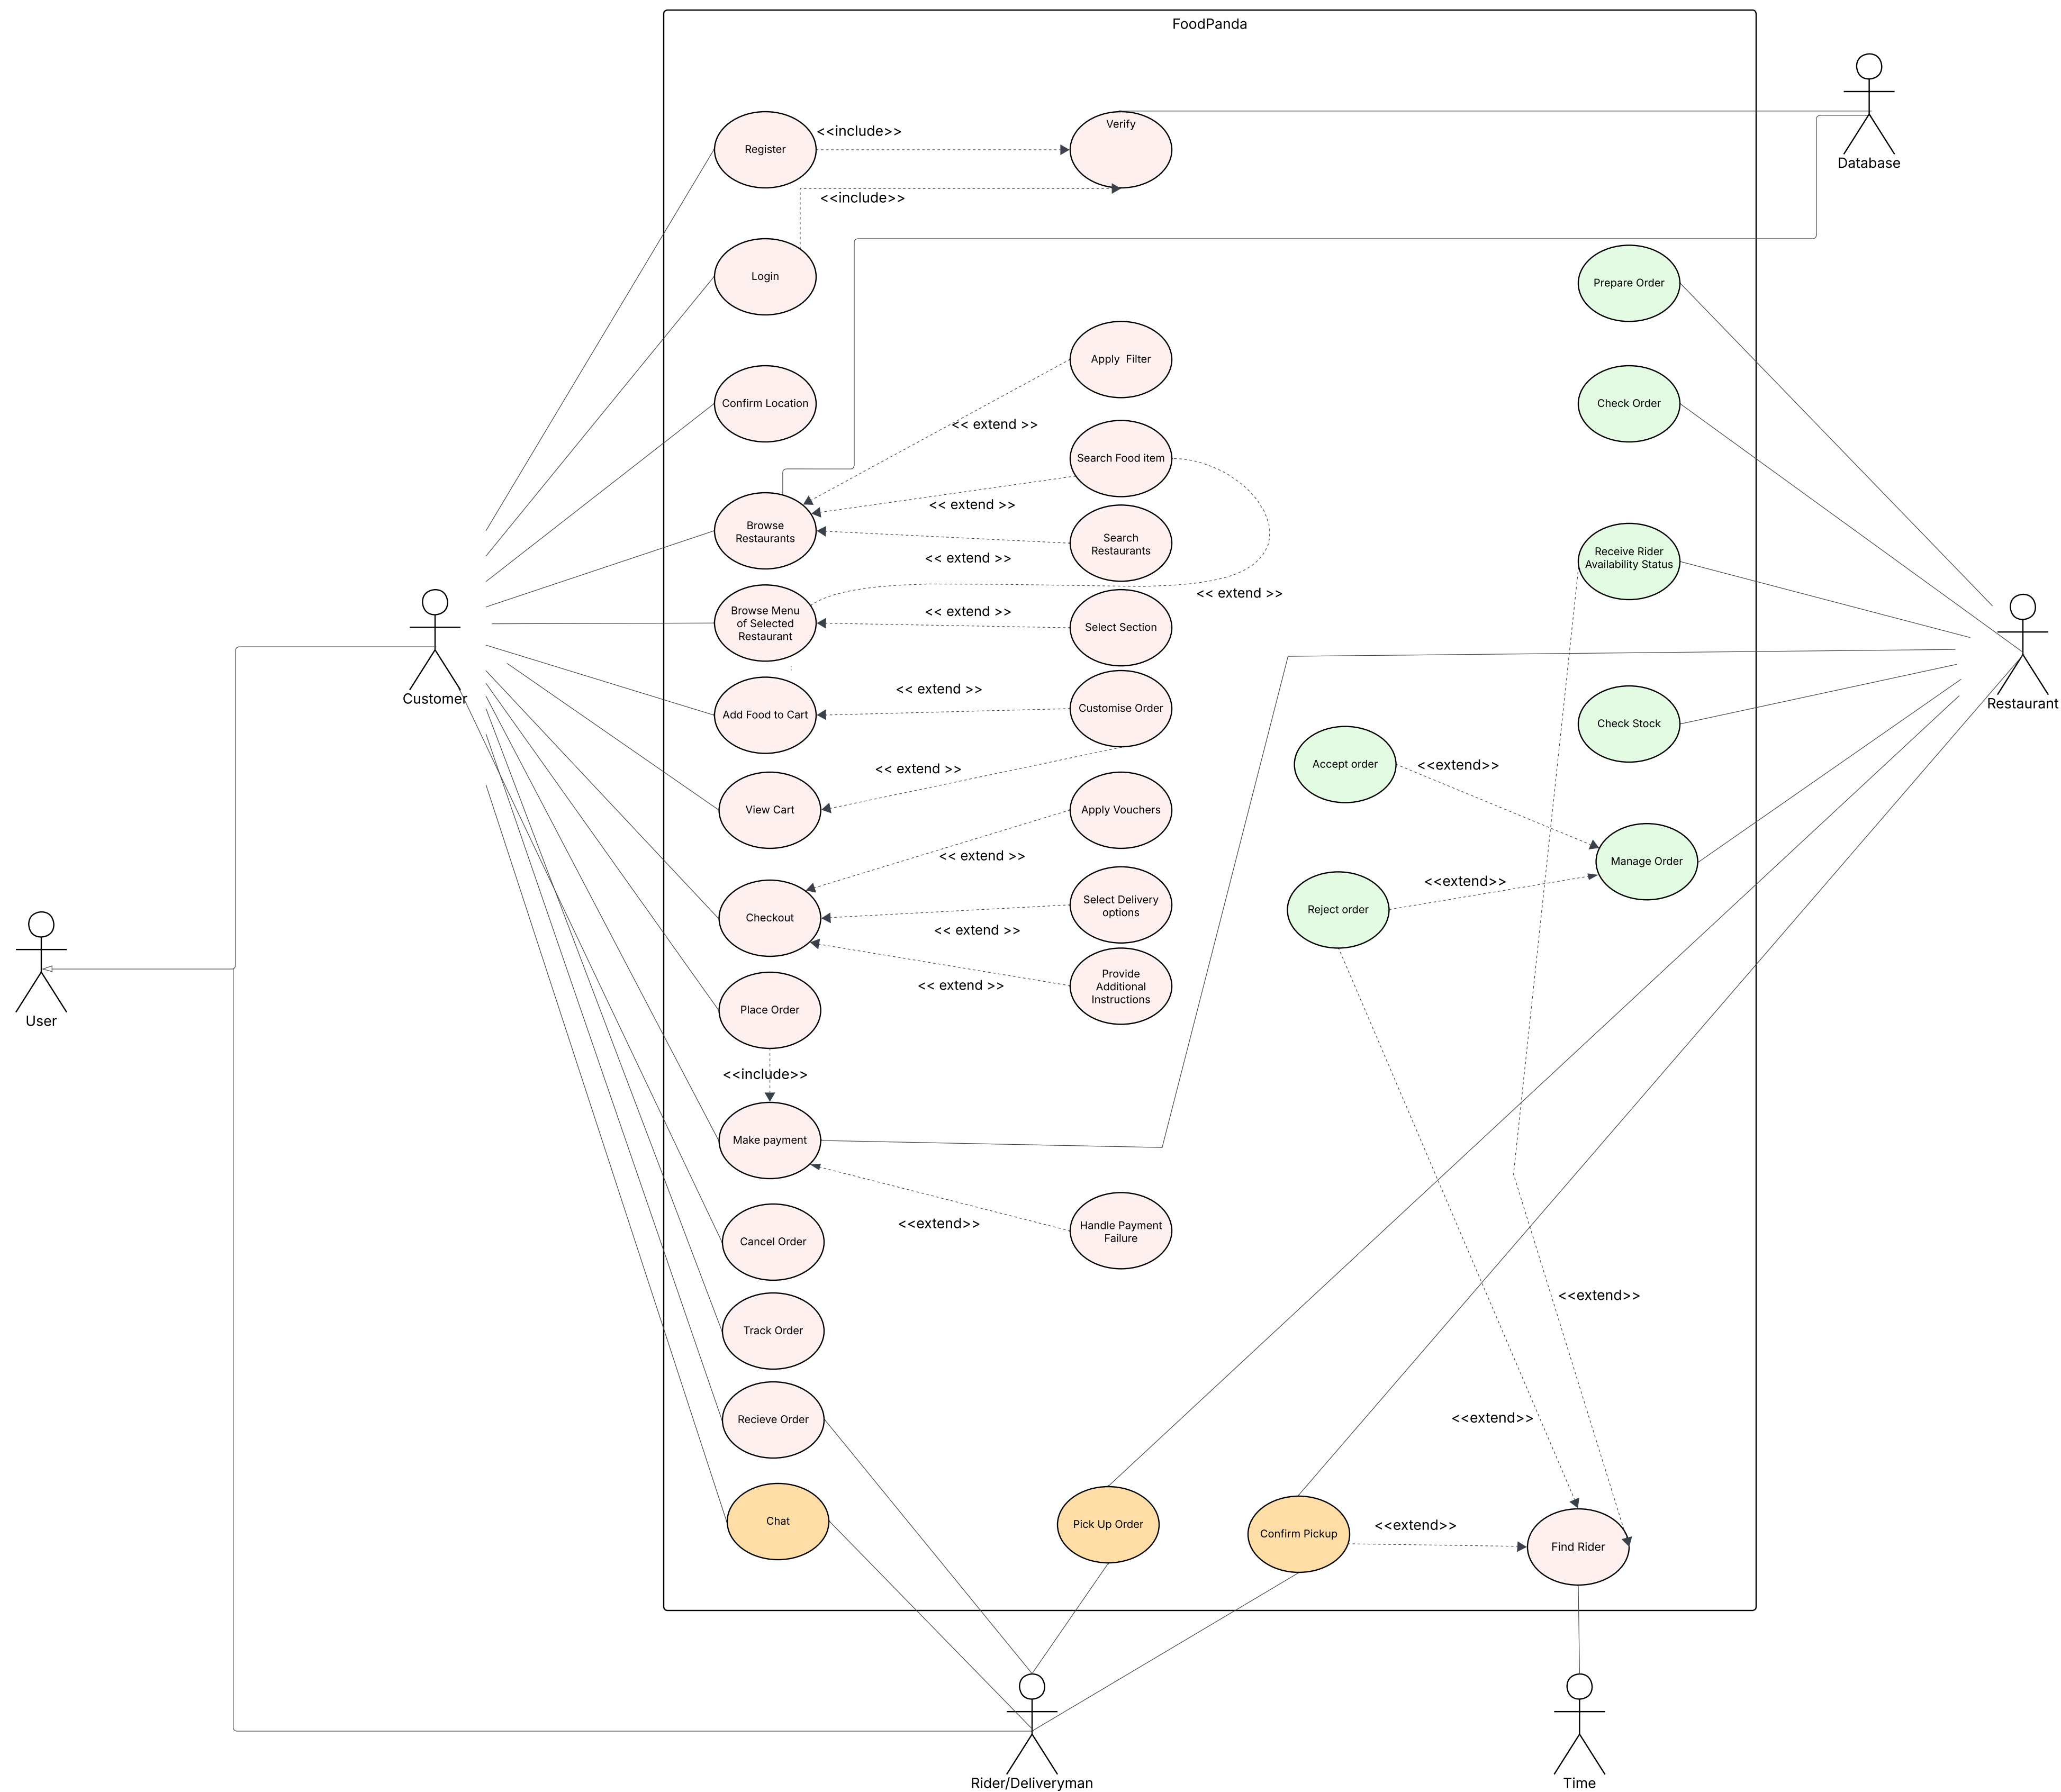 FoodPanda
Database
Register
<<include>>
Verify
<<include>>
Login
Prepare Order
Apply  Filter
Confirm Location
Check Order
<< extend >>
Search Food item
<< extend >>
Browse
Restaurants
Search
Restaurants
<< extend >>
Receive Rider
Availability Status
<< extend >>
Browse Menu
of Selected
Restaurant
<< extend >>
Select Section
Customer
Restaurant
<< extend >>
Add Food to Cart
Customise Order
Check Stock
<< extend >>
Accept order
<<extend>>
View Cart
Apply Vouchers
<< extend >>
Manage Order
<<extend>>
Checkout
Select Delivery
options
Reject order
<< extend >>
<< extend >>
Provide
Additional
Instructions
Place Order
User
<<include>>
Make payment
<<extend>>
Handle Payment
Failure
Cancel Order
<<extend>>
Track Order
Recieve Order
<<extend>>
Chat
Pick Up Order
Confirm Pickup
<<extend>>
Find Rider
Rider/Deliveryman
Time